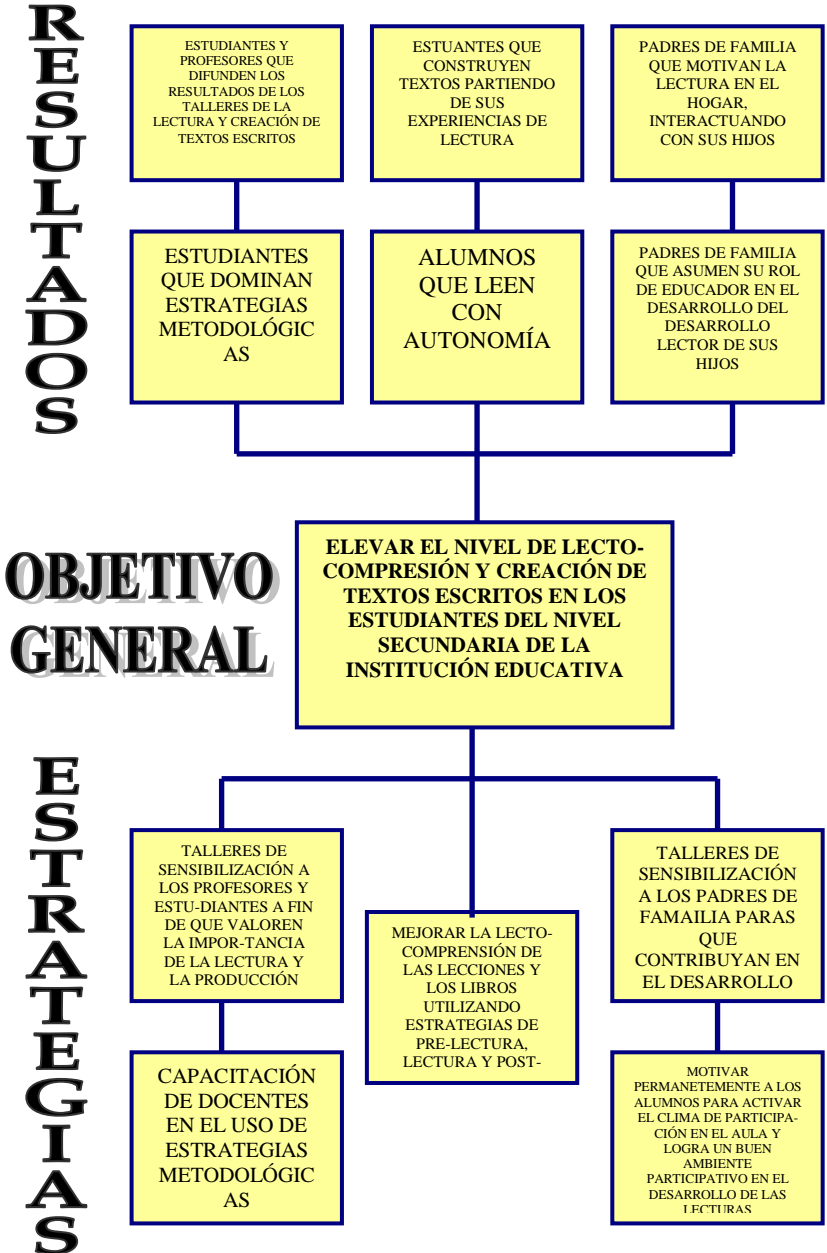 RESULTADOS
ESTUDIANTES Y
PROFESORES QUE
DIFUNDEN LOS
RESULTADOS DE LOS
TALLERES DE LA
LECTURA Y CREACIÓN DE
TEXTOS ESCRITOS
ESTUANTES QUE
CONSTRUYEN
TEXTOS PARTIENDO
DE SUS
EXPERIENCIAS DE
LECTURA
PADRES DE FAMILIA
QUE MOTIVAN LA
LECTURA EN EL
HOGAR,
INTERACTUANDO
CON SUS HIJOS
ESTUDIANTES
QUE DOMINAN
ESTRATEGIAS
METODOLÓGIC
AS
ALUMNOS
QUE LEEN
CON
AUTONOMÍA
PADRES DE FAMILIA
QUE ASUMEN SU ROL
DE EDUCADOR EN EL
DESARROLLO DEL
DESARROLLO
LECTOR DE SUS
HIJOS
OBJETIVO
GENERAL
ELEVAR EL NIVEL DE LECTO-
COMPRESIÓN Y CREACIÓN DE
TEXTOS ESCRITOS EN LOS
ESTUDIANTES DEL NIVEL
SECUNDARIA DE LA
INSTITUCIÓN EDUCATIVA
ESTRATEGIAS
TALLERES DE
SENSIBILIZACIÓN A
LOS PROFESORES Y
ESTU-DIANTES A FIN
DE QUE VALOREN
LA IMPOR-TANCIA
DE LA LECTURA Y
LA PRODUCCIÓN
MEJORAR LA LECTO-
COMPRENSIÓN DE
LAS LECCIONES Y
LOS LIBROS
UTILIZANDO
ESTRATEGIAS DE
PRE-LECTURA,
LECTURA Y POST-
TALLERES DE
SENSIBILIZACIÓN
A LOS PADRES DE
FAMAILIA PARAS
QUE
CONTRIBUYAN EN
EL DESARROLLO
CAPACITACIÓN
DE DOCENTES
EN EL USO DE
ESTRATEGIAS
METODOLÓGIC
AS
MOTIVAR
PERMANETEMENTE A LOS
ALUMNOS PARA ACTIVAR
EL CLIMA DE PARTICIPA-
CIÓN EN EL AULA Y
LOGRA UN BUEN
AMBIENTE
PARTICIPATIVO EN EL
DESARROLLO DE LAS
LECTURAS